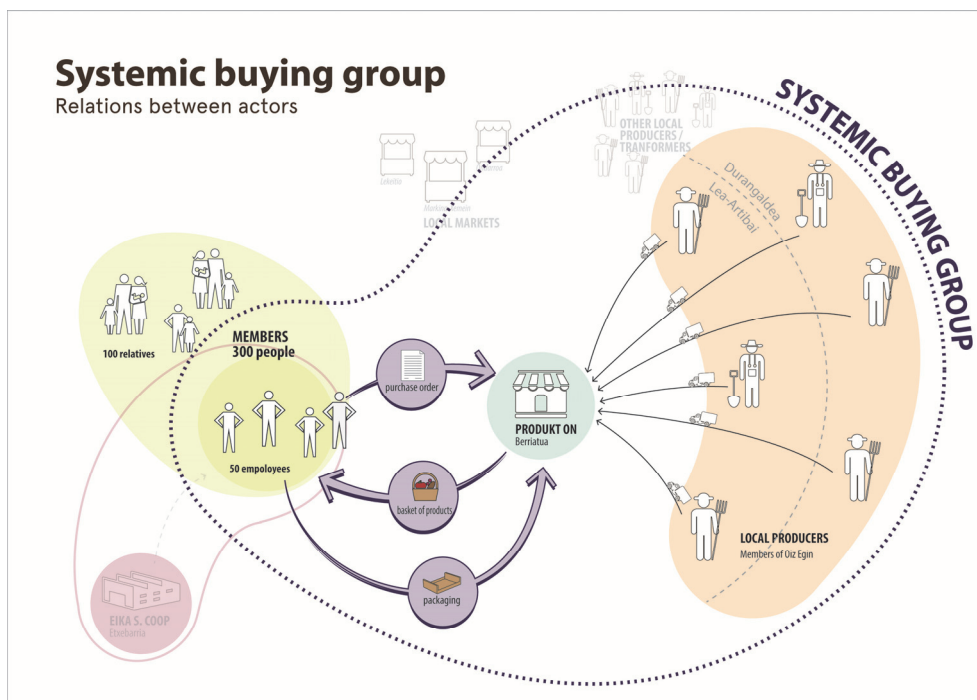 Systemic buying group
Relations between actors
SYSTEMIC BUYING GROUP
OTHER LOCAL
PRODUCERS /
TRANFORMERS
Lekeitio
LOCAL MARKETS
Durangaldea
Lea-Artibai
100 relatives
MEMBERS
300 people
50 empoloyees
purchase order
PRODUKT ON
Berriatua
basket of products
packaging
LOCAL PRODUCERS
Members of Oiz Egin
EIKA S. COOP
Etxebarria